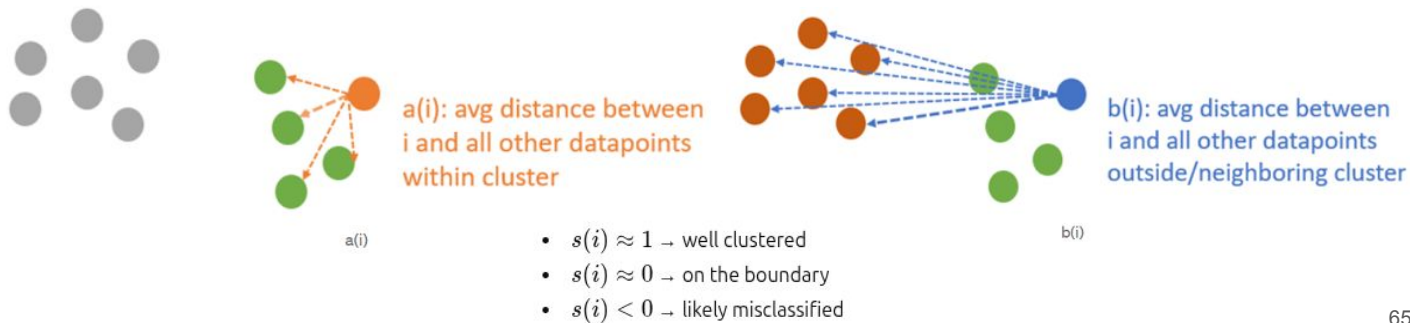 a(i): avg distance between
i and all other datapoints
within cluster
a(i)
b(i): avg distance between
i and all other datapoints
outside/neighboring cluster
b(i)
• s(i) ≈ 1 → well clustered
• s(i) ≈ 0 → on the boundary
• s(i) < 0 → likely misclassified
65